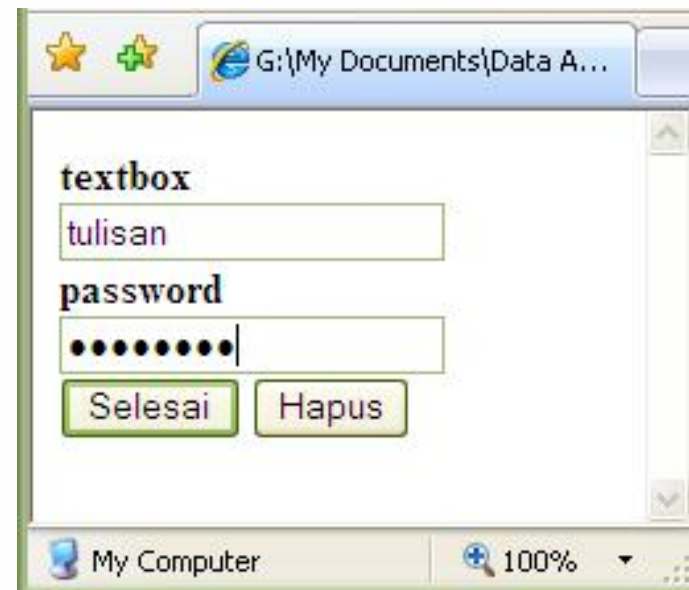 G:\My Documents\Data A...
textbox
tulisan
password
••••••••
Selesai Hapus
My Computer 100%